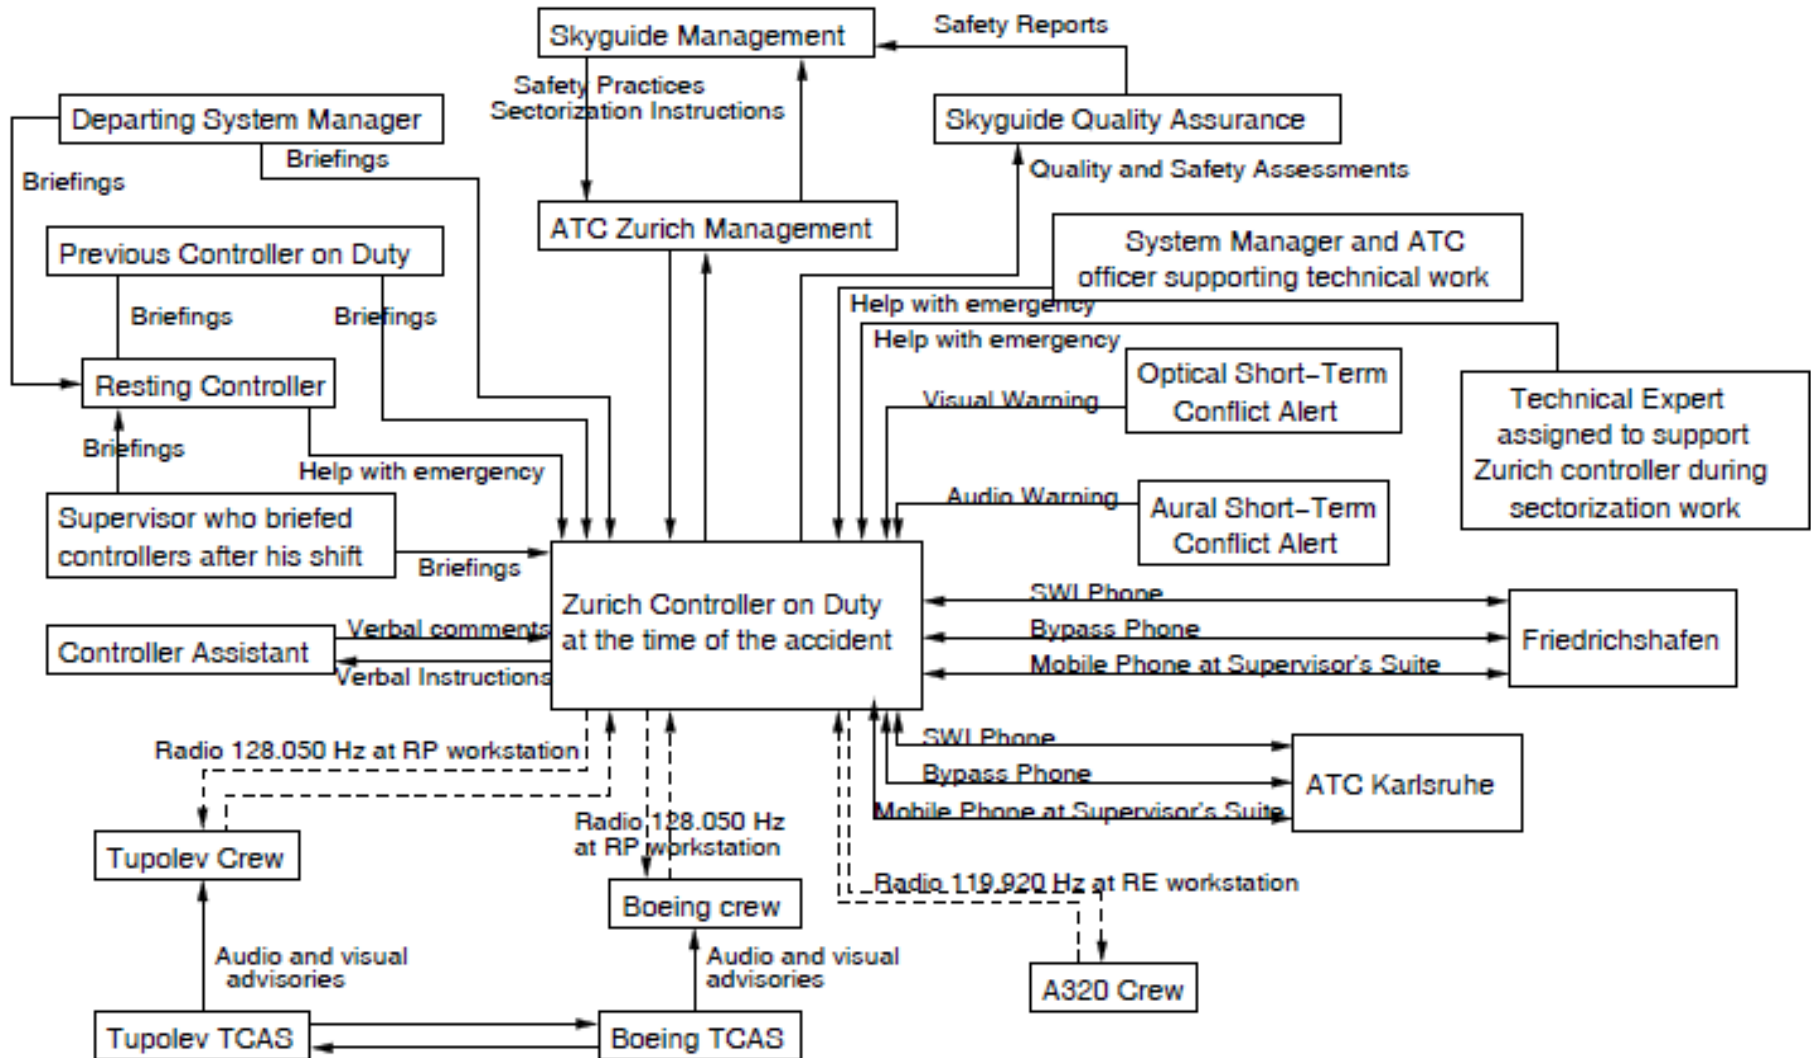 Skyguide Management
Safety Reports
Safety Practices
Sectorization Instructions
Departing System Manager
Skyguide Quality Assurance
Briefings
Briefings
Quality and Safety Assessments
Previous Controller on Duty
ATC Zurich Management
System Manager and ATC
officer supporting technical work
Briefings
Briefings
Help with emergency
Help with emergency
Resting Controller
Optical Short-Term
Conflict Alert
Visual Warning
Technical Expert
assigned to support
Zurich controller during
sectorization work
Briefings
Help with emergency
Audio Warning
Aural Short-Term
Conflict Alert
Supervisor who briefed
controllers after his shift
Briefings
Zurich Controller on Duty
at the time of the accident
SWI Phone
Bypass Phone
Mobile Phone at Supervisor's Suite
Friedrichshafen
Controller Assistant
Verbal comments
Verbal Instructions
Radio 128.050 Hz at RP workstation
SWI Phone
Bypass Phone
Mobile Phone at Supervisor's Suite
ATC Karlsruhe
Radio 128.050 Hz
at RP workstation
Tupolev Crew
Radio 119.920 Hz at RE workstation
Boeing crew
Audio and visual
advisories
Audio and visual
advisories
A320 Crew
Tupolev TCAS
Boeing TCAS